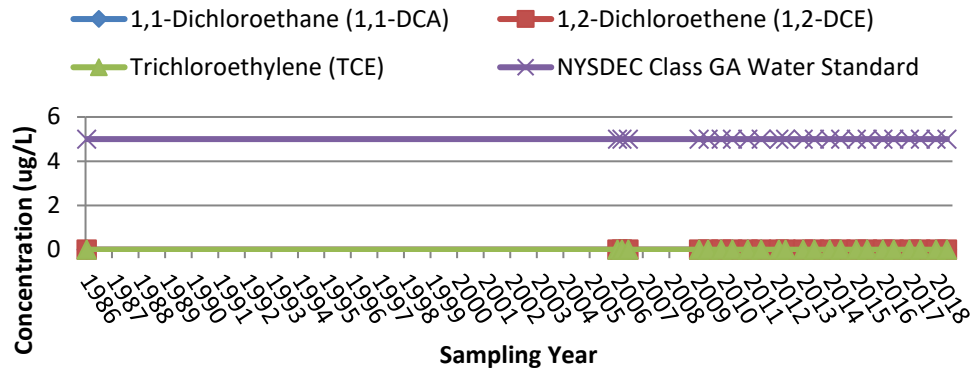 1,1-Dichloroethane (1,1-DCA) 1,2-Dichloroethene (1,2-DCE)
Trichloroethylene (TCE) NYSDEC Class GA Water Standard
Concentration (ug/L)
6
4
2
0
1986 1987 1988 1989 1990 1991 1992 1993 1994 1995 1996 1997 1998 1999 2000 2001 2002 2003 2004 2005 2006 2007 2008 2009 2010 2011 2012 2013 2014 2015 2016 2017 2018
Sampling Year